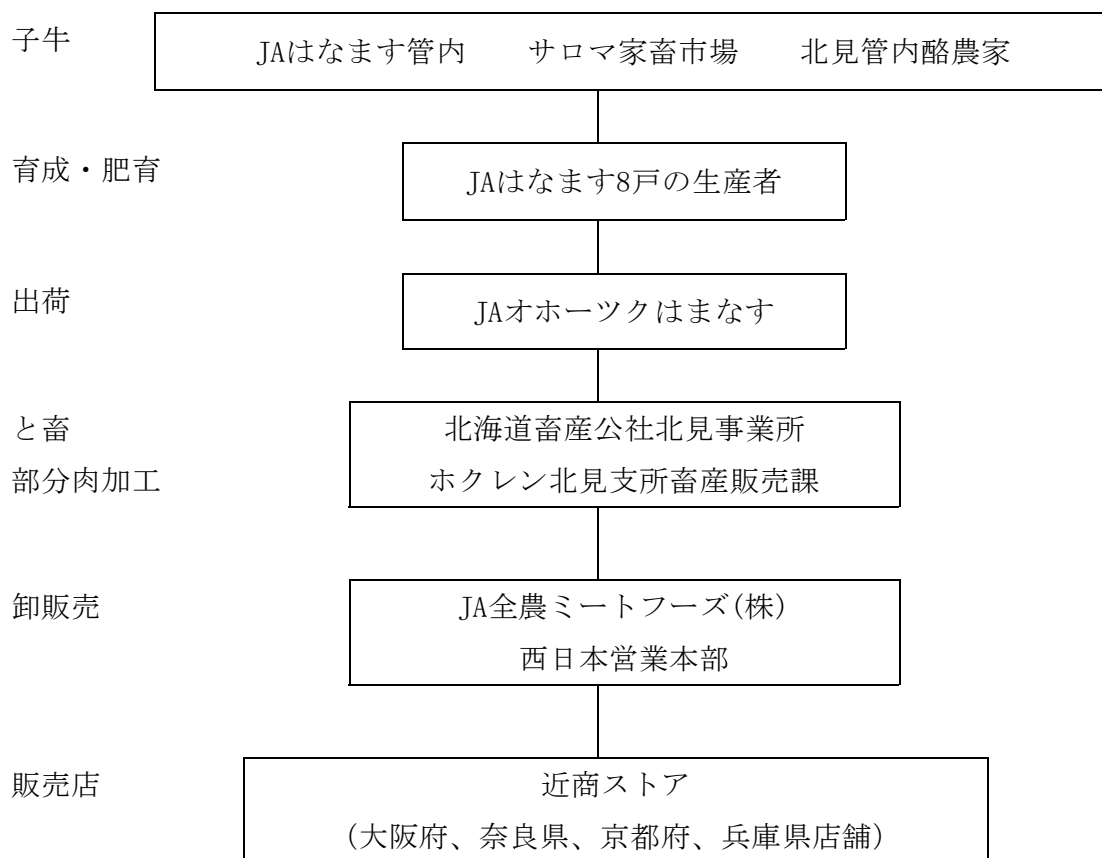 子牛
JAはなます管内 サロマ家畜市場 北見管内酪農家
育成・肥育
JAはなます8戸の生産者
出荷
JAオホーツクはまなす
と畜
北海道畜産公社北見事業所
部分肉加工
ホクレン北見支所畜産販売課
卸販売
JA全農ミートフーズ(株)
西日本営業本部
販売店
近商ストア
(大阪府、奈良県、京都府、兵庫県店舗)